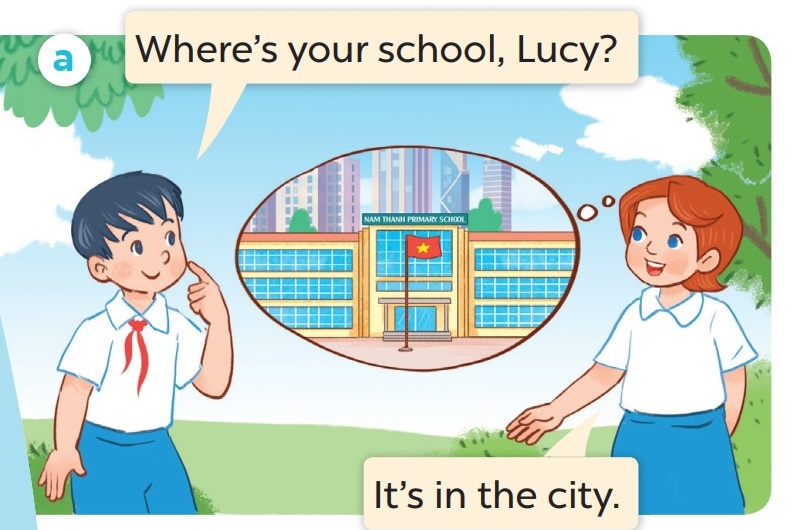 a
Where's your school, Lucy?
NAM THANH PRIMARY SCHOOL
It's in the city.